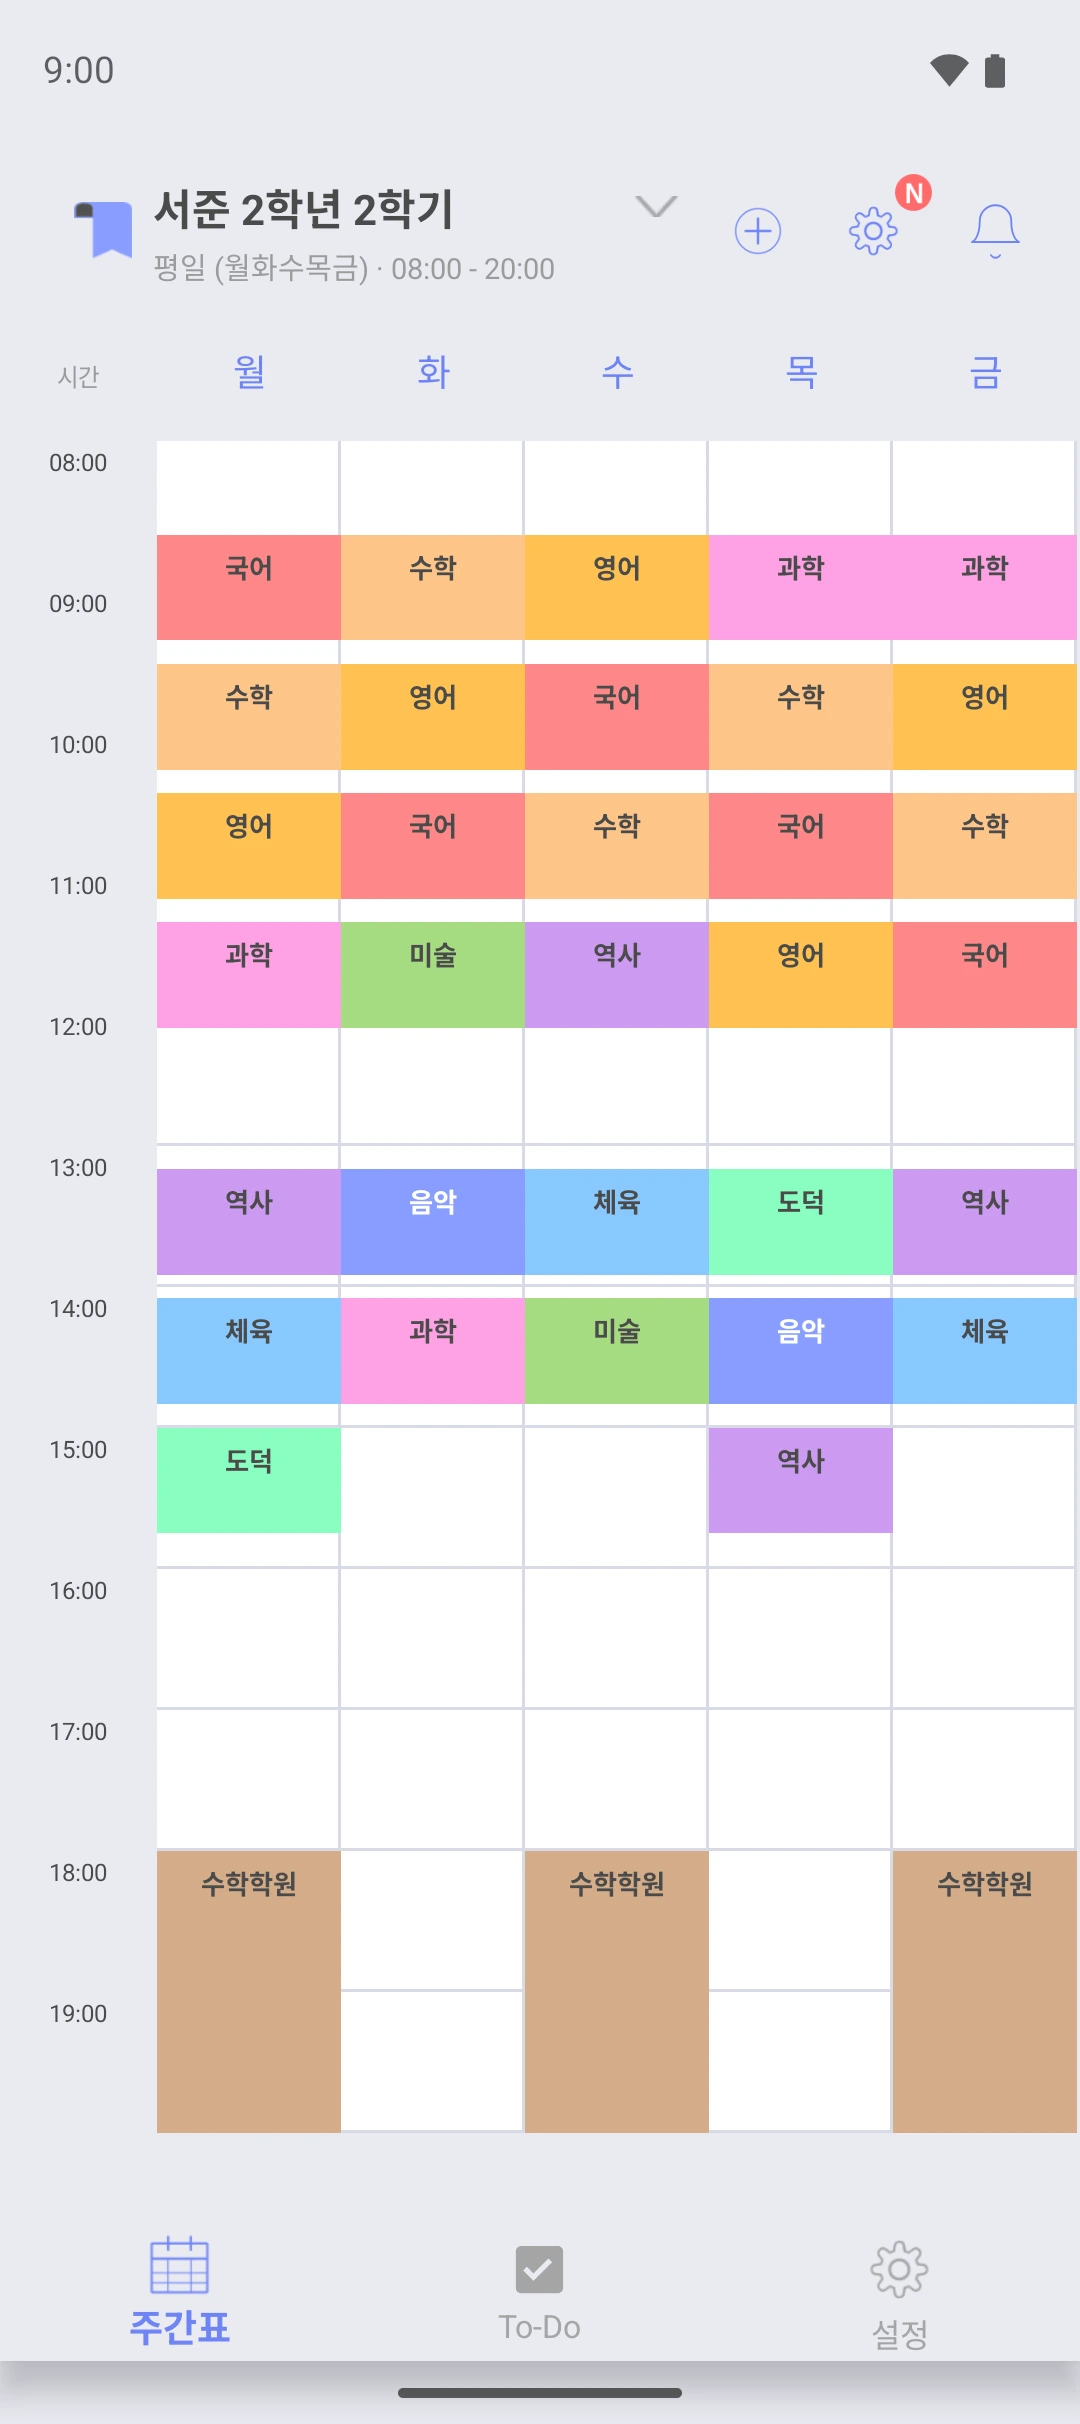 9:00
서준 2학년 2학기
평일 (월화수목금) · 08:00 - 20:00
N
시간 월 화 수 목 금
08:00
국어 수학 영어 과학 과학
09:00
수학 영어 국어 수학 영어
10:00
영어 국어 수학 국어 수학
11:00
과학 미술 역사 영어 국어
12:00
13:00
역사 음악 체육 도덕 역사
14:00
체육 과학 미술 음악 체육
15:00
도덕 역사
16:00
17:00
18:00
수학학원 수학학원 수학학원
19:00
주간표 To-Do 설정